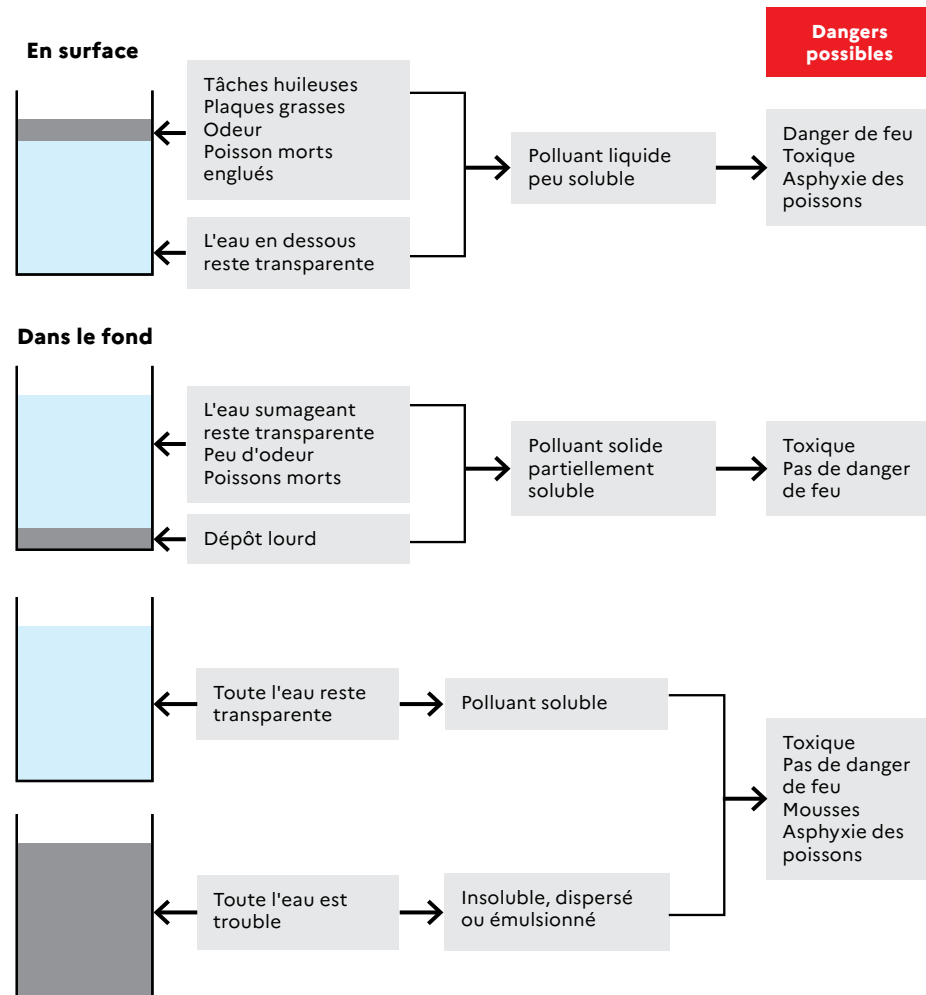 Dangers
possibles
En surface
Tâches huileuses
Plaques grasses
Odeur
Poisson morts
englués
L'eau en dessous
reste transparente
Polluant liquide
peu soluble
Danger de feu
Toxique
Asphyxie des
poissons
Dans le fond
L'eau sumageant
reste transparente
Peu d'odeur
Poissons morts
Dépôt lourd
Polluant solide
partiellement
soluble
Toxique
Pas de danger
de feu
Toute l'eau reste
transparente
Polluant soluble
Toute l'eau est
trouble
Insoluble, dispersé
ou émulsionné
Toxique
Pas de danger
de feu
Mousses
Asphyxie des
poissons